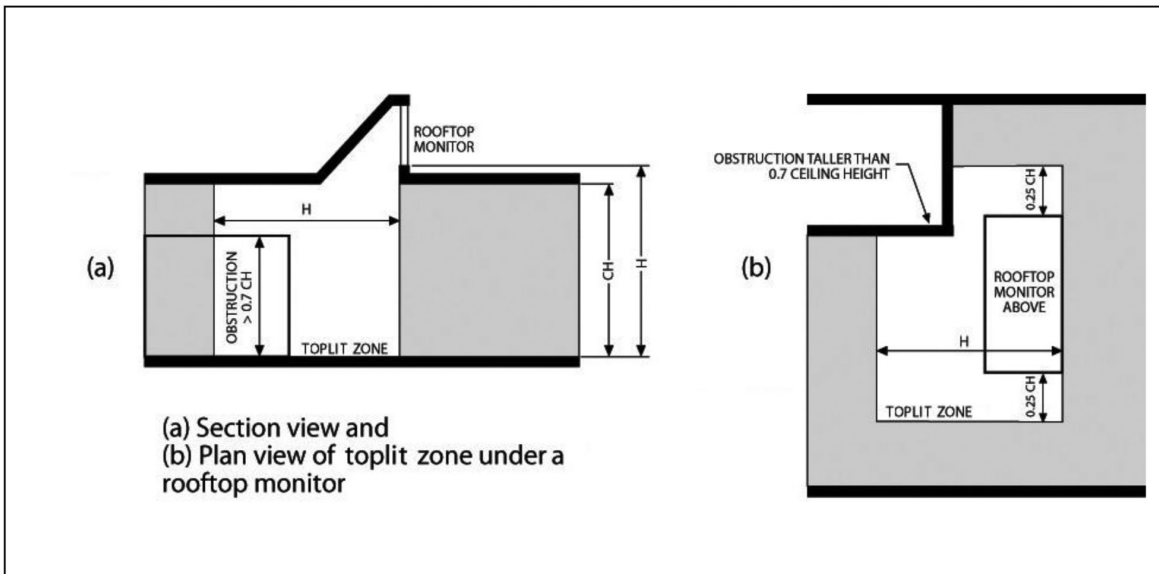 ROOFTOP
MONITOR
H
(a)
OBSTRUCTION
> 0.7 CH
CH
H
TOPLIT ZONE
(a) Section view and
(b) Plan view of toplit zone under a
rooftop monitor
OBSTRUCTION TALLER THAN
0.7 CEILING HEIGHT
0.25 CH
(b)
ROOFTOP
MONITOR
ABOVE
H
0.25 CH
TOPLIT ZONE